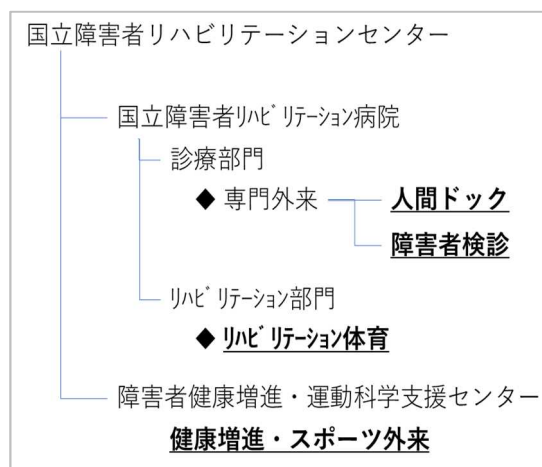 国立障害者リハビリテーションセンター
国立障害者ﾘﾊﾋﾞﾘﾃｰｼｮﾝ病院
診療部門
◆ 専門外来 人間ドック
障害者検診
ﾘﾊﾋﾞﾘﾃｰｼｮﾝ部門
◆ ﾘﾊﾋﾞﾘﾃｰｼｮﾝ体育
障害者健康増進・運動科学支援センター
健康増進・スポーツ外来